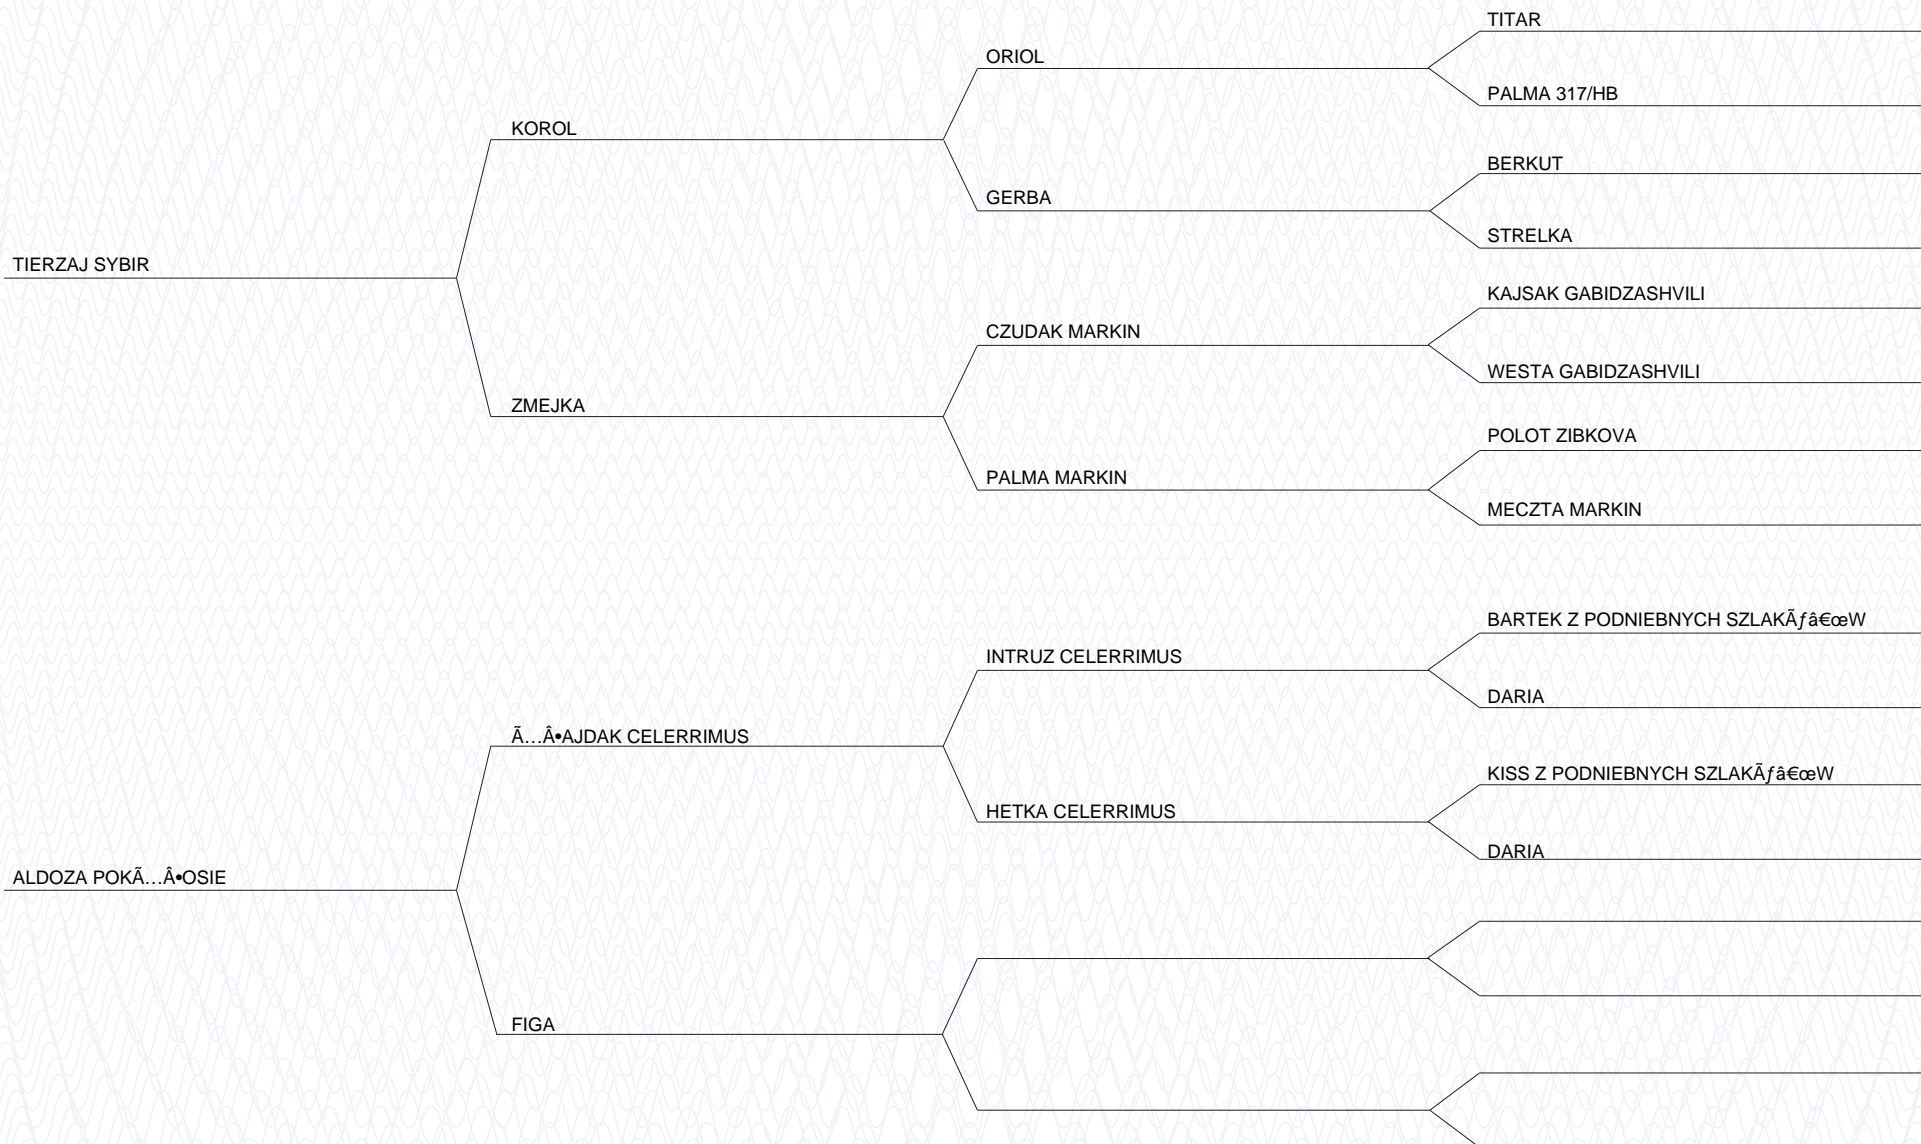 TITAR
ORIOL
PALMA 317/HB
KOROL
BERKUT
GERBA
STRELKA
TIERZAJ SYBIR
KAJSAK GABIDZASHVILI
CZUDAK MARKIN
WESTA GABIDZASHVILI
ZMEJKA
POLOT ZIBKOVA
PALMA MARKIN
MECZTA MARKIN
BARTEK Z PODNIEBNYCH SZLAKÃƒâ€œW
INTRUZ CELERRIMUS
DARIA
Ã…Â•AJDAK CELERRIMUS
KISS Z PODNIEBNYCH SZLAKÃƒâ€œW
HETKA CELERRIMUS
DARIA
ALDOZA POKÃ…Â•OSIE
FIGA